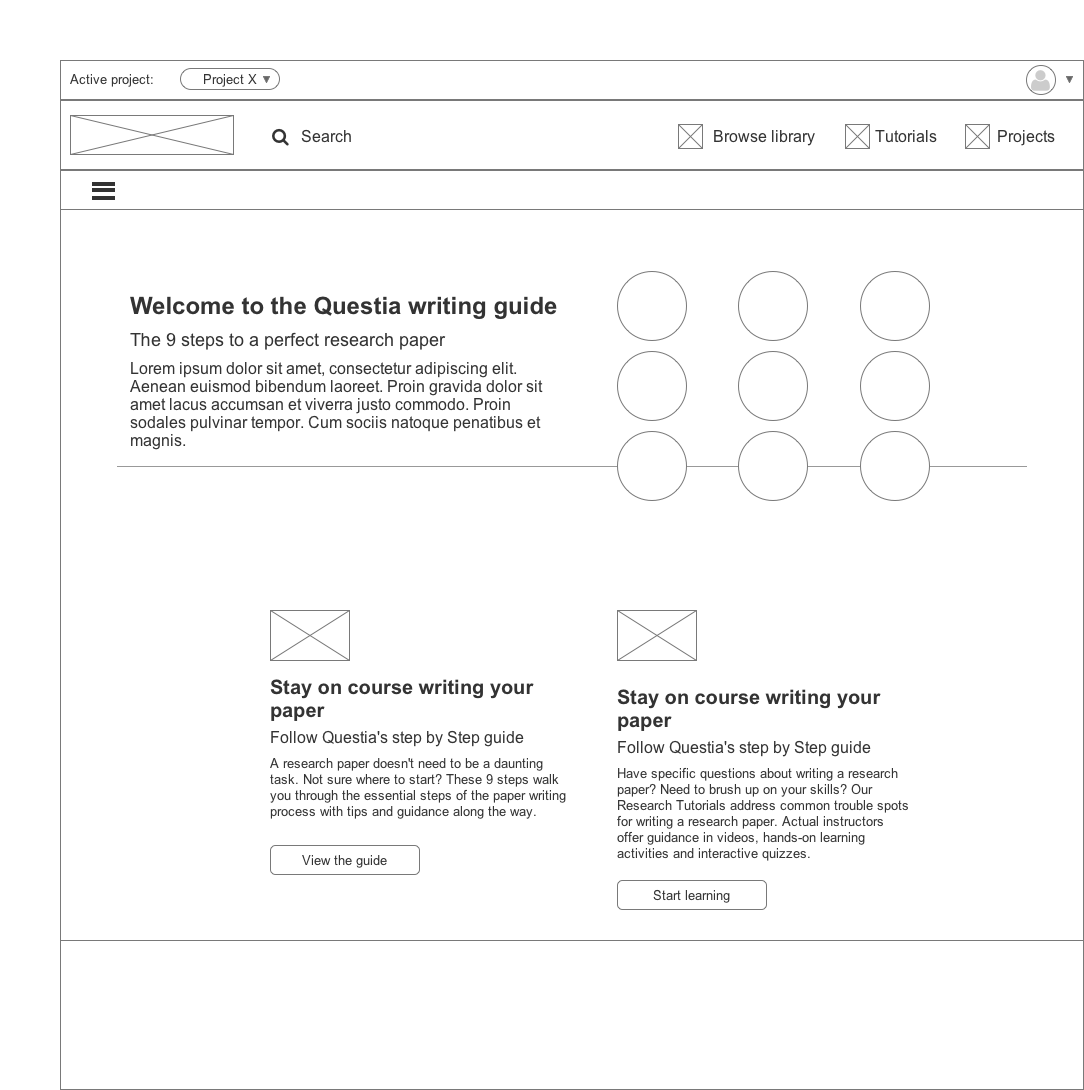 Active project:
Project X ▼
▼
Search
Browse library
Tutorials
Projects
Welcome to the Questia writing guide
The 9 steps to a perfect research paper
Lorem ipsum dolor sit amet, consectetur adipiscing elit.
Aenean euismod bibendum laoreet. Proin gravida dolor sit
amet lacus accumsan et viverra justo commodo. Proin
sodales pulvinar tempor. Cum sociis natoque penatibus et
magnis.
Stay on course writing your
paper
Follow Questia's step by Step guide
A research paper doesn't need to be a daunting
task. Not sure where to start? These 9 steps walk
you through the essential steps of the paper writing
process with tips and guidance along the way.
View the guide
Stay on course writing your
paper
Follow Questia's step by Step guide
Have specific questions about writing a research
paper? Need to brush up on your skills? Our
Research Tutorials address common trouble spots
for writing a research paper. Actual instructors
offer guidance in videos, hands-on learning
activities and interactive quizzes.
Start learning